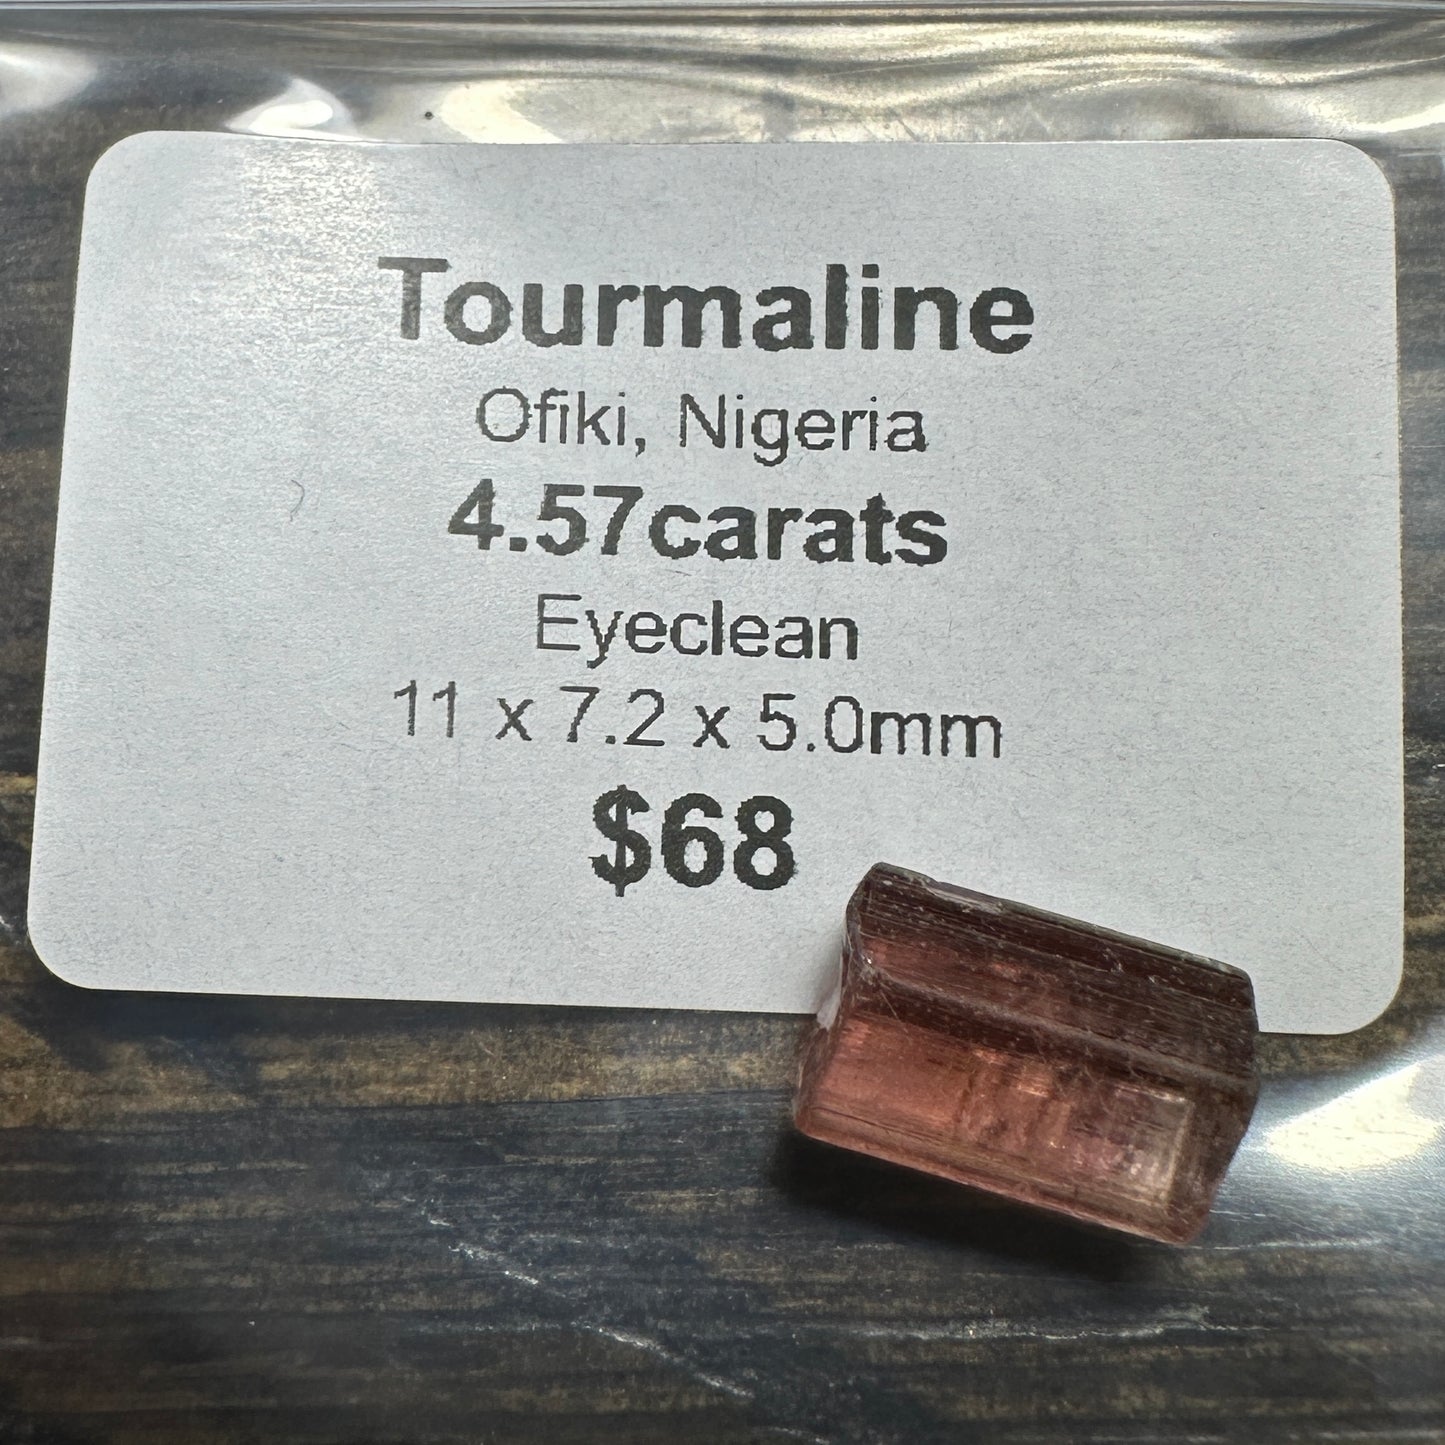 Tourmaline
Ofiki, Nigeria
4.57carats
Eyeclean
11 x 7.2 x 5.0mm
$68